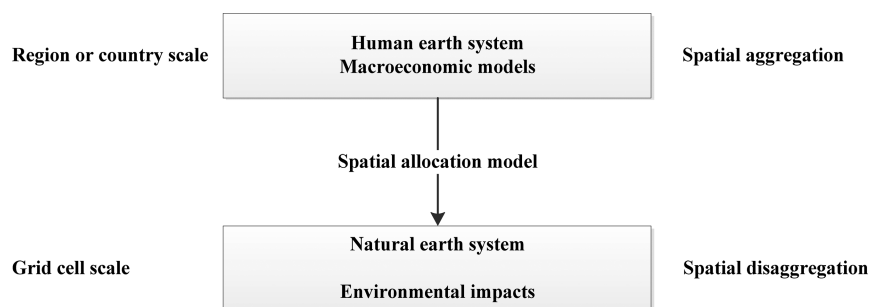 Human earth system
Region or country scale
Macroeconomic models
Spatial aggregation
Spatial allocation model
Natural earth system
Grid cell scale
Spatial disaggregation
Environmental impacts